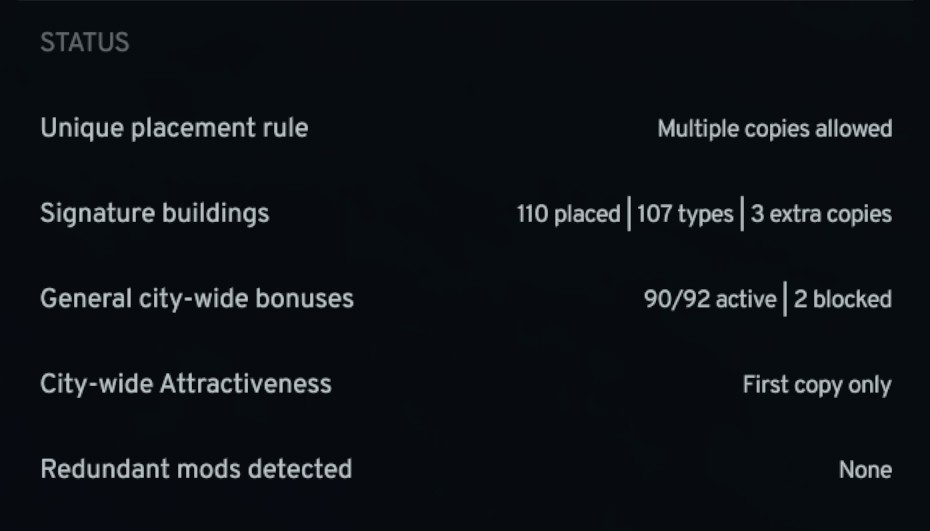 STATUS
Unique placement rule Multiple copies allowed
Signature buildings 110 placed | 107 types | 3 extra copies
General city-wide bonuses 90/92 active | 2 blocked
City-wide Attractiveness First copy only
Redundant mods detected None